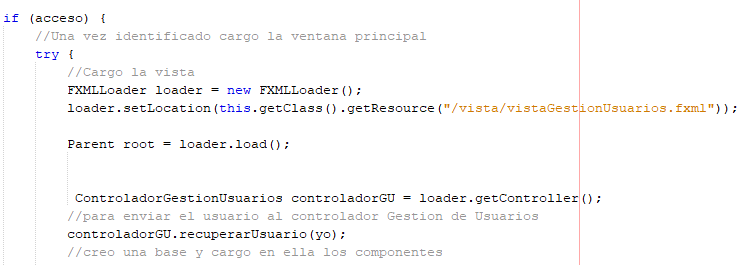 if (acceso) {
//Una vez identificado cargo la ventana principal
try {
//Cargo la vista
FXMLLoader loader = new FXMLLoader();
loader.setLocation(this.getClass().getResource("/vista/vistaGestionUsuarios.fxml"));
Parent root = loader.load();
ControladorGestionUsuarios controladorGU = loader.getController();
//para enviar el usuario al controlador Gestion de Usuarios
controladorGU.recuperarUsuario(yo);
//creo una base y cargo en ella los componentes